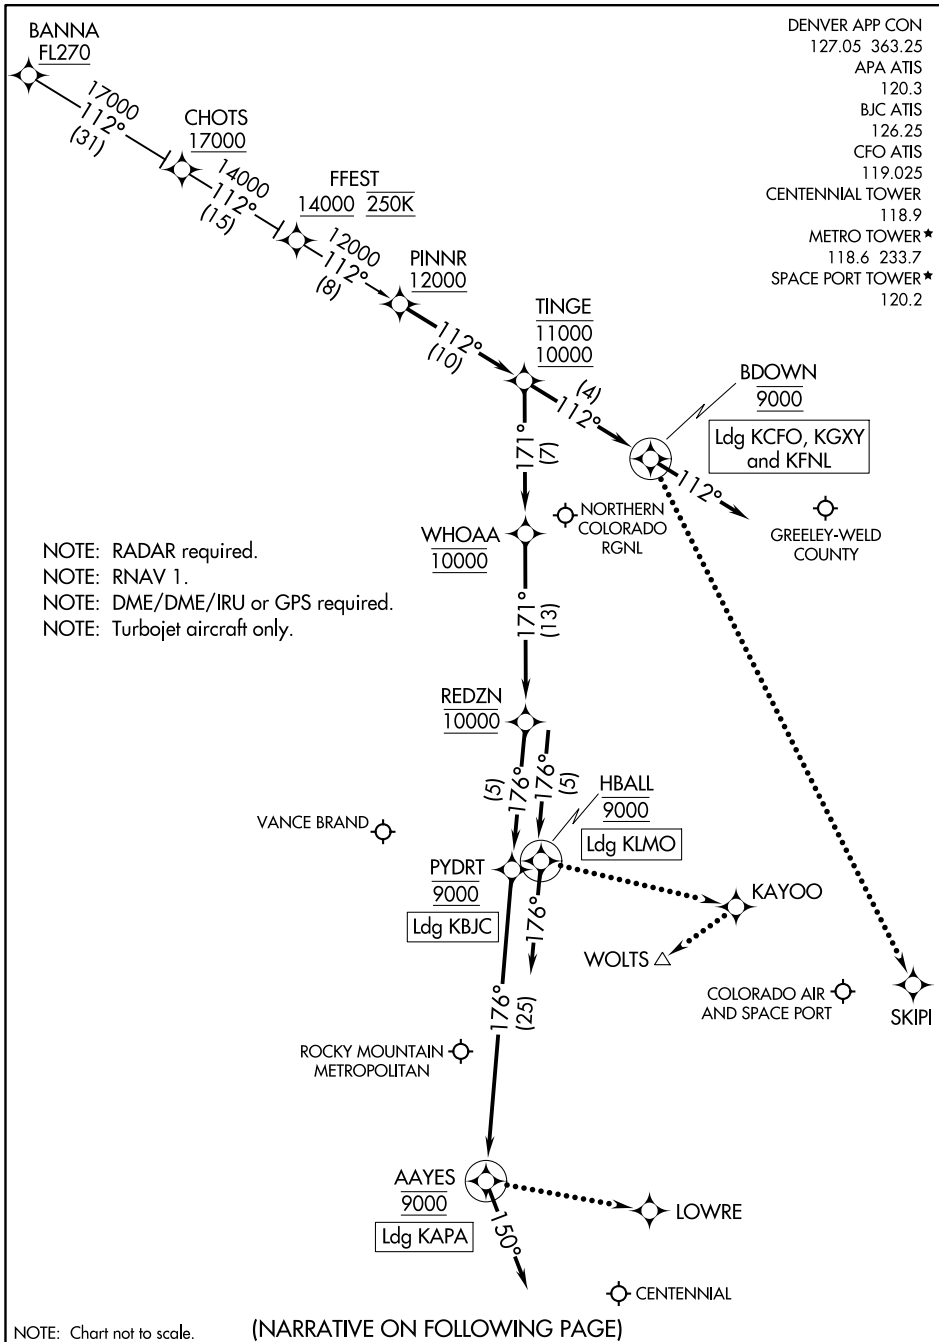 BANNA
FL270
17000
112°
(31)
CHOTS
17000
14000
112°
(15)
FFEST
14000 250K
12000
112°
(8)
PINNR
12000
112°
(10)
TINGE
11000
10000
(4)
112°
DENVER APP CON
127.05 363.25
APA ATIS
120.3
BJC ATIS
126.25
CFO ATIS
119.025
CENTENNIAL TOWER
118.9
METRO TOWER★
118.6 233.7
SPACE PORT TOWER★
120.2
BDOWN
9000
Ldg KCFO, KGXY
and KFNL
112°
GREELEY-WELD
COUNTY
171°
(7)
NORTHERN
COLORADO
RGNL
WHOAA
10000
NOTE: RADAR required.
NOTE: RNAV 1.
NOTE: DME/DME/IRU or GPS required.
NOTE: Turbojet aircraft only.
171°
(13)
REDZN
10000
176°
(5)
176°
(5)
HBALL
9000
Ldg KLMO
VANCE BRAND
PYDRT
9000
Ldg KBJC
176°
KAYOO
WOLTS
COLORADO AIR
AND SPACE PORT
SKIPI
176°
(25)
ROCKY MOUNTAIN
METROPOLITAN
AAYES
9000
Ldg KAPA
150°
LOWRE
CENTENNIAL
NOTE: Chart not to scale.
(NARRATIVE ON FOLLOWING PAGE)